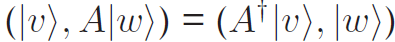 (|v⟩, A|w⟩) = (A†|v⟩, |w⟩)